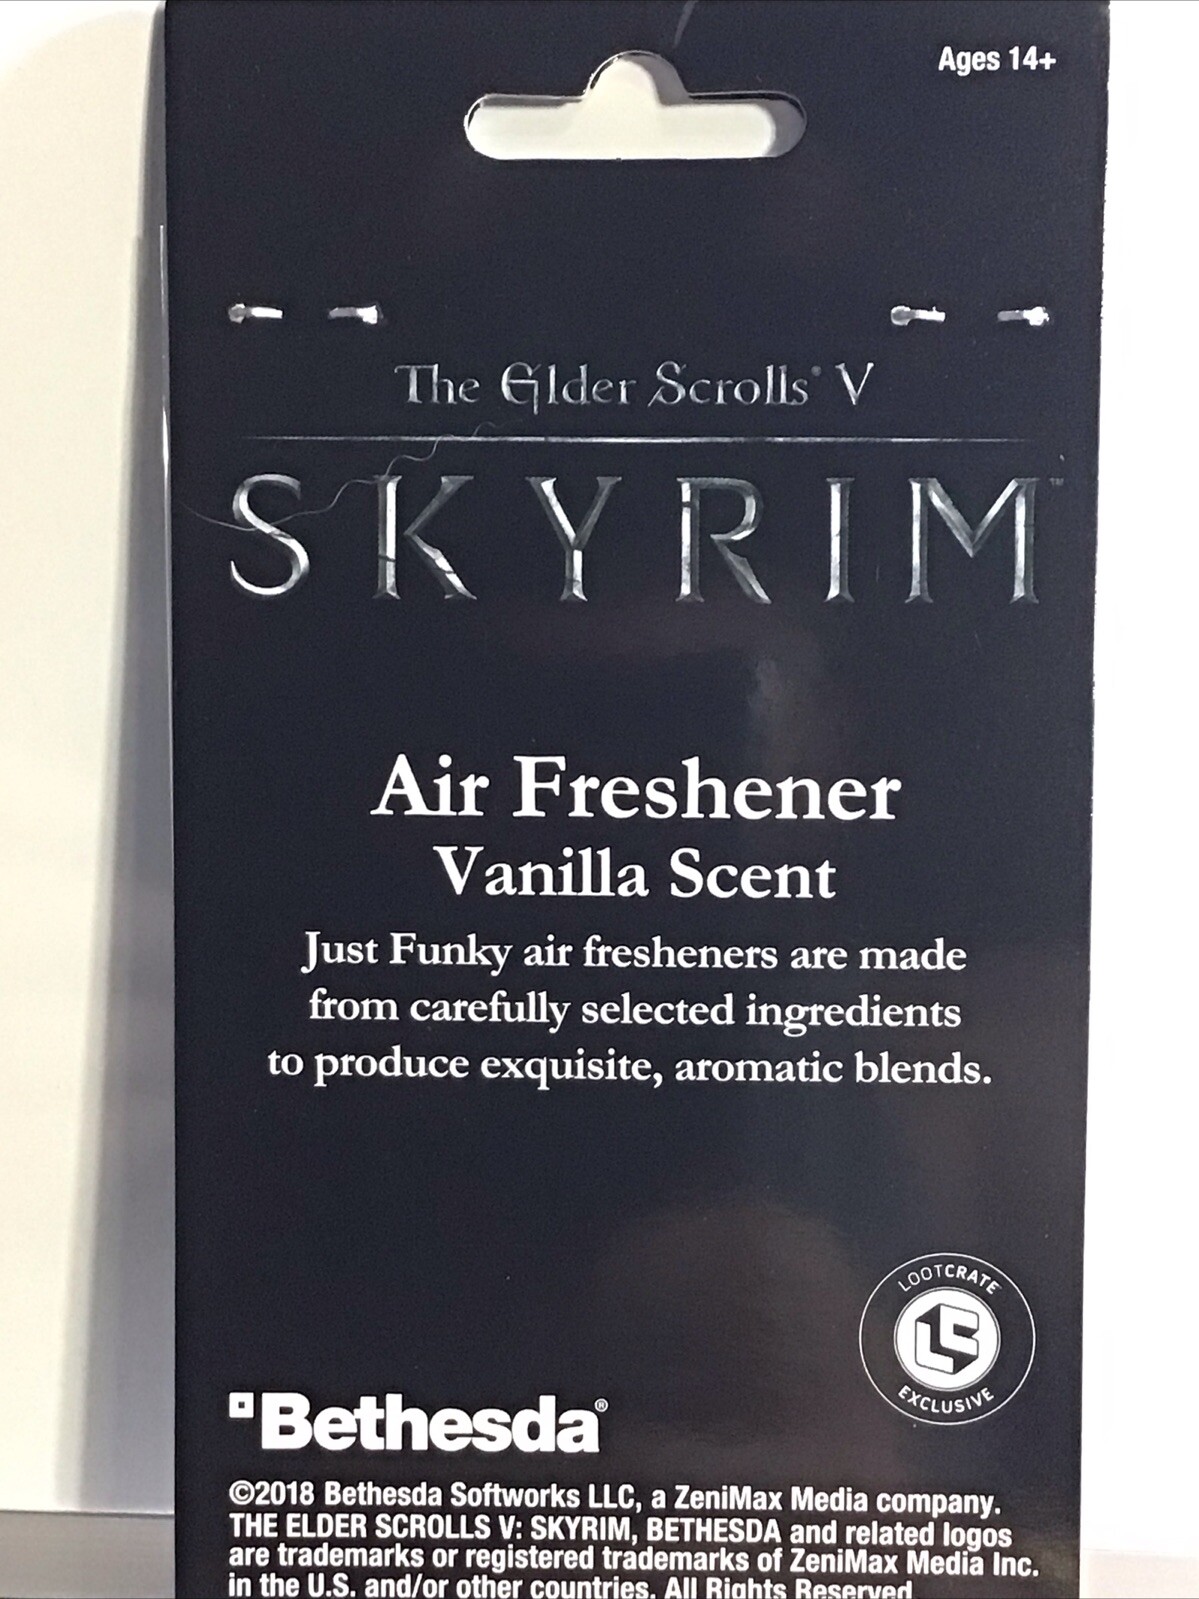 Ages 14+
The Elder Scrolls® V
SKYRIM™
Air Freshener
Vanilla Scent
Just Funky air fresheners are made
from carefully selected ingredients
to produce exquisite, aromatic blends.
LOOTCRATE
LC
EXCLUSIVE
Bethesda®
©2018 Bethesda Softworks LLC, a ZeniMax Media company.
THE ELDER SCROLLS V: SKYRIM, BETHESDA and related logos
are trademarks or registered trademarks of ZeniMax Media Inc.
in the U.S. and/or other countries. All Rights Reserved